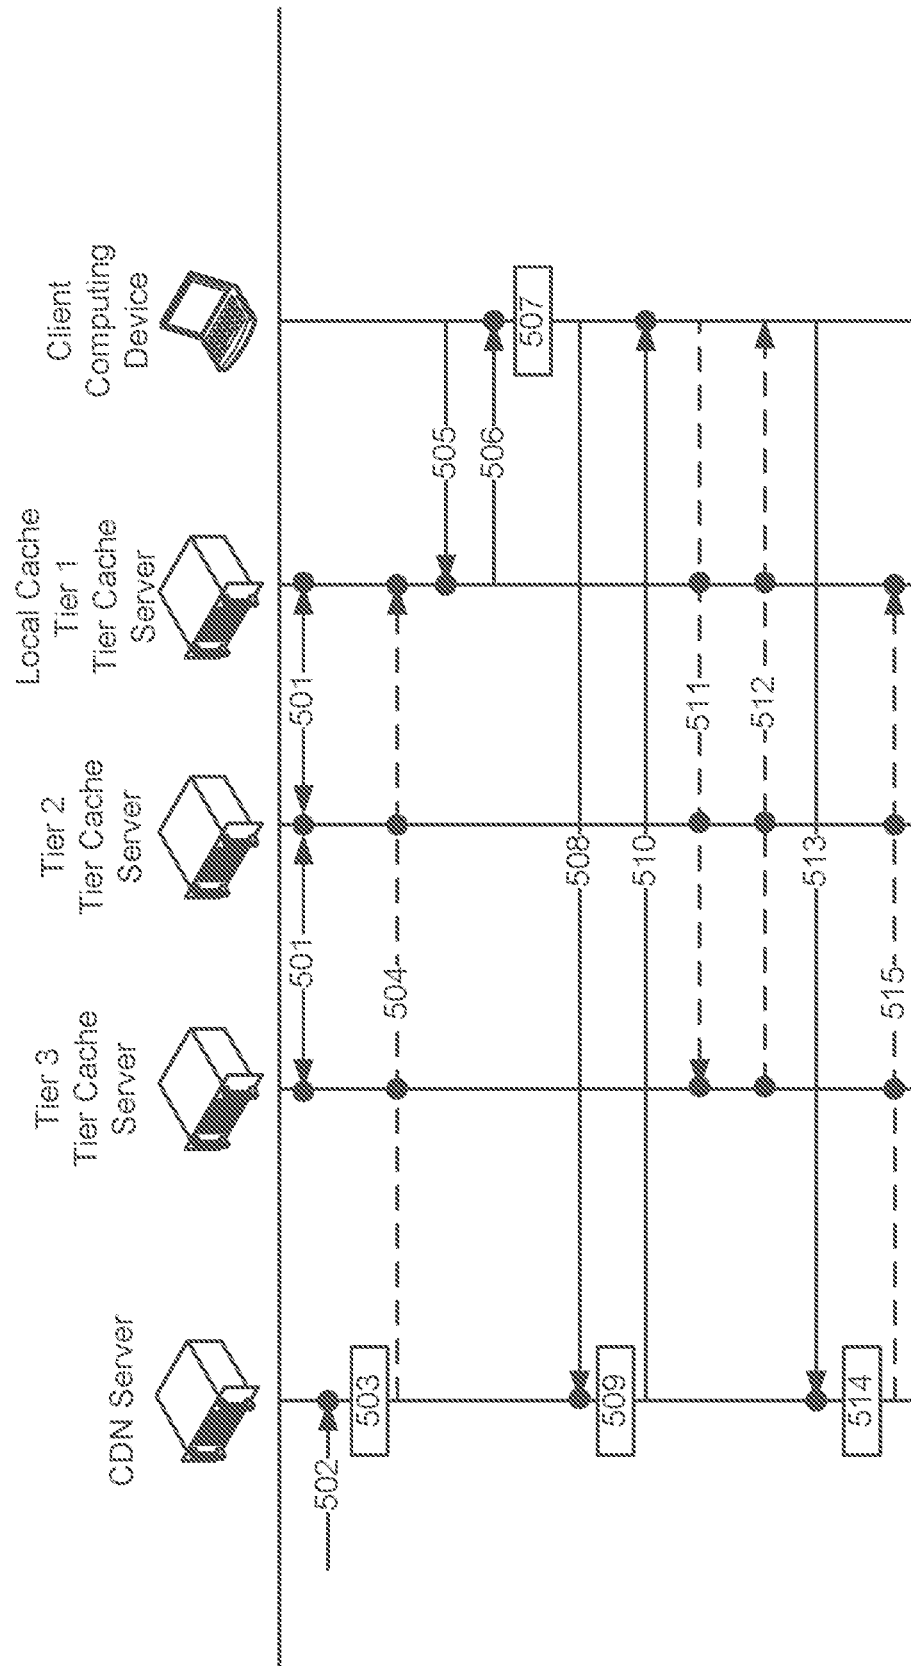 CDN Server
Tier 3
Tier Cache
Server
Tier 2
Tier Cache
Server
Local Cache
Tier 1
Tier Cache
Server
Client
Computing
Device
501
501
502
503
504
505
506
507
508
509
510
511
512
513
514
515